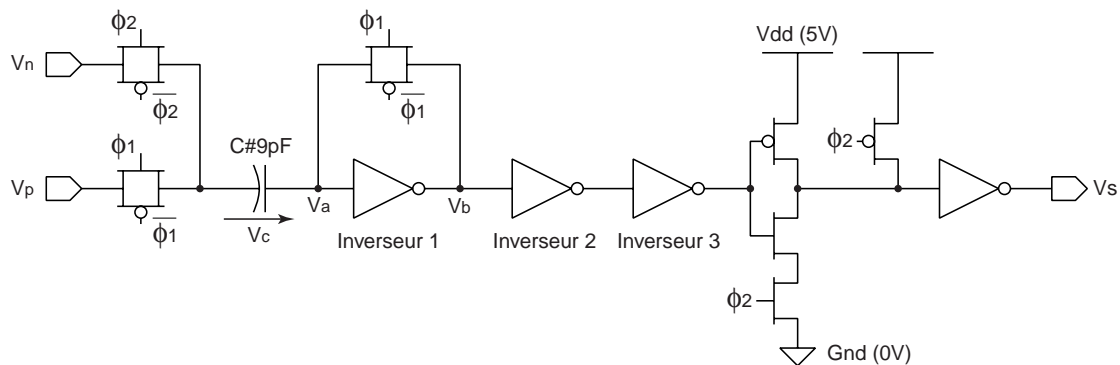 ϕ2
ϕ1
Vdd (5V)
Vn
ϕ2
ϕ1
ϕ1
C#9pF
ϕ2
Vp
Va
Vb
Vs
ϕ1
Vc
Inverseur 1
Inverseur 2
Inverseur 3
ϕ2
Gnd (0V)